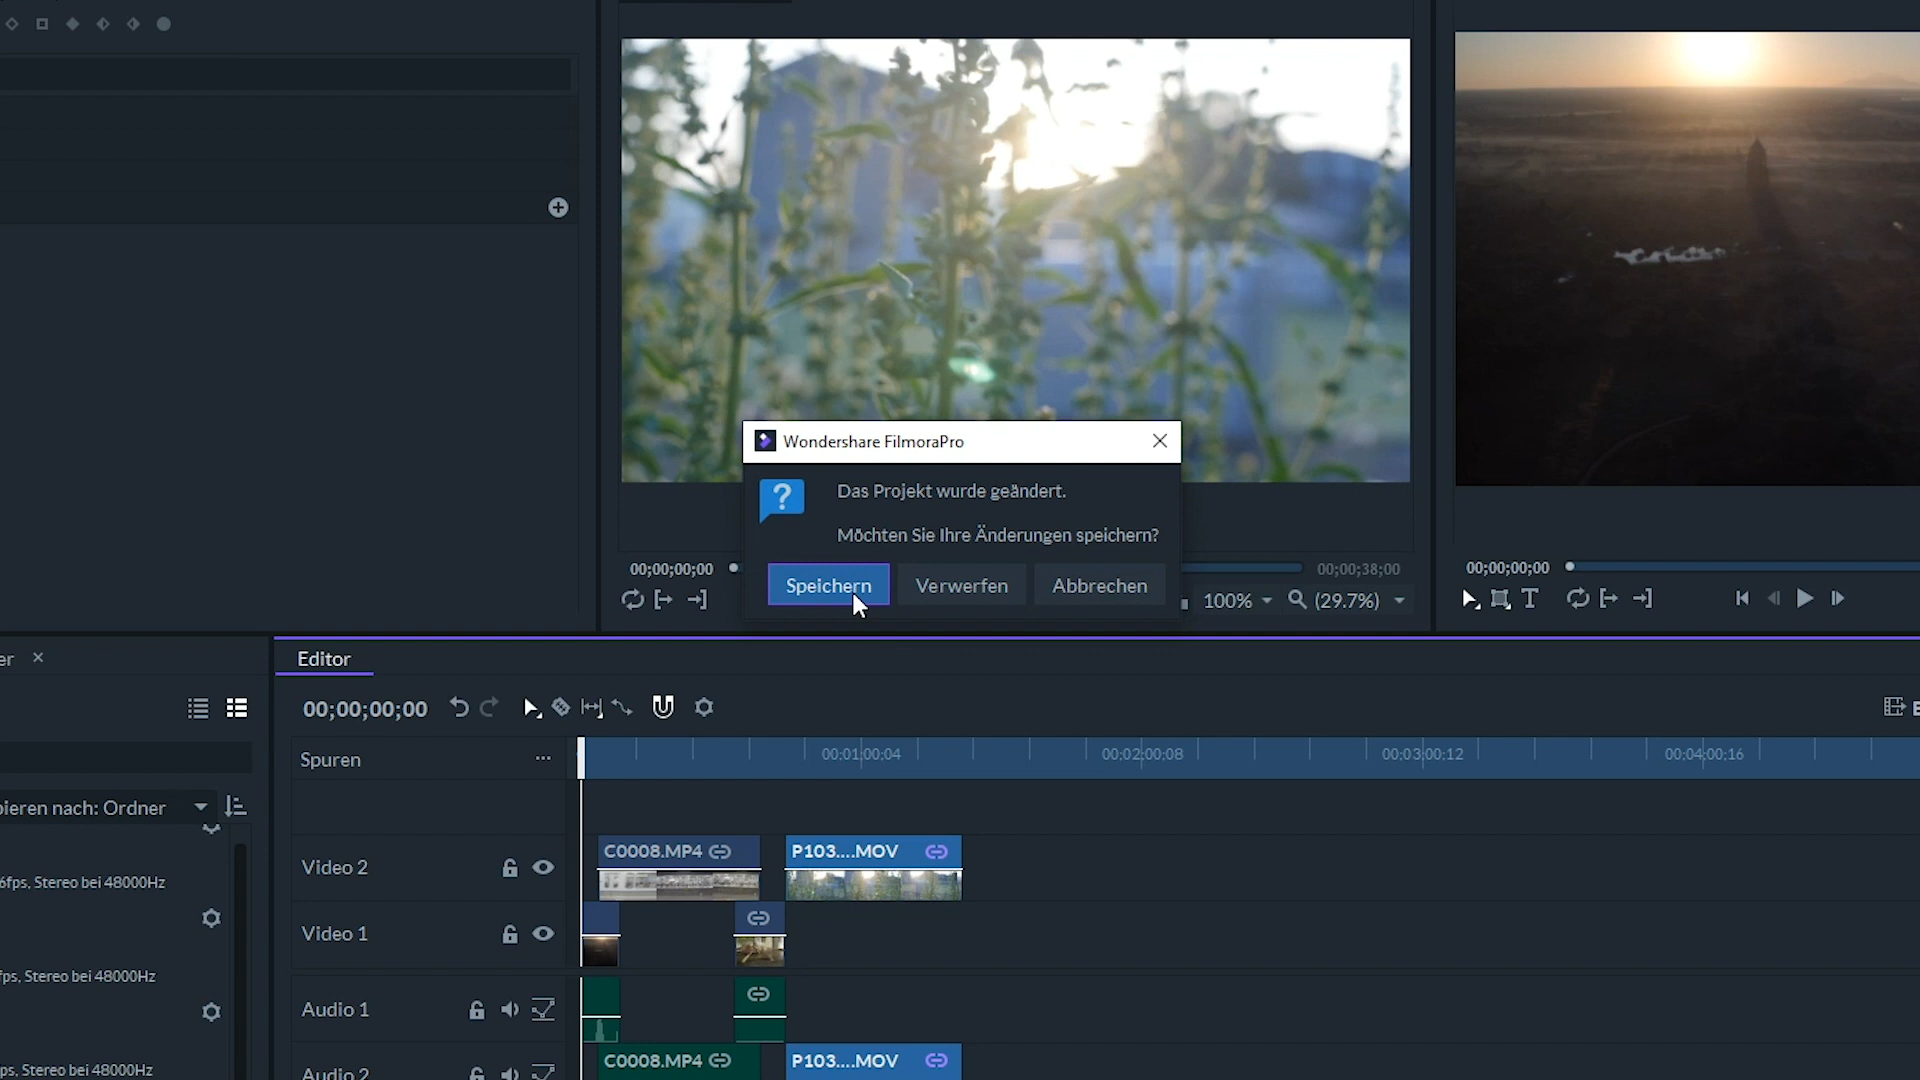 Wondershare FilmoraPro
Das Projekt wurde geändert.
Möchten Sie Ihre Änderungen speichern?
Speichern Verwerfen Abbrechen
00;00;00;00
00;00;38;00
100%
(29.7%)
00;00;00;00
T
er
Editor
00;00;00;00
Spuren
00;01;00;04
00;02;00;08
00;03;00;12
00;04;00;16
pieren nach: Ordner
Video 2
C0008.MP4
P103....MOV
6fps, Stereo bei 48000Hz
Video 1
fps, Stereo bei 48000Hz
Audio 1
ps, Stereo bei 48000Hz
Audio 2
C0008.MP4
P103....MOV